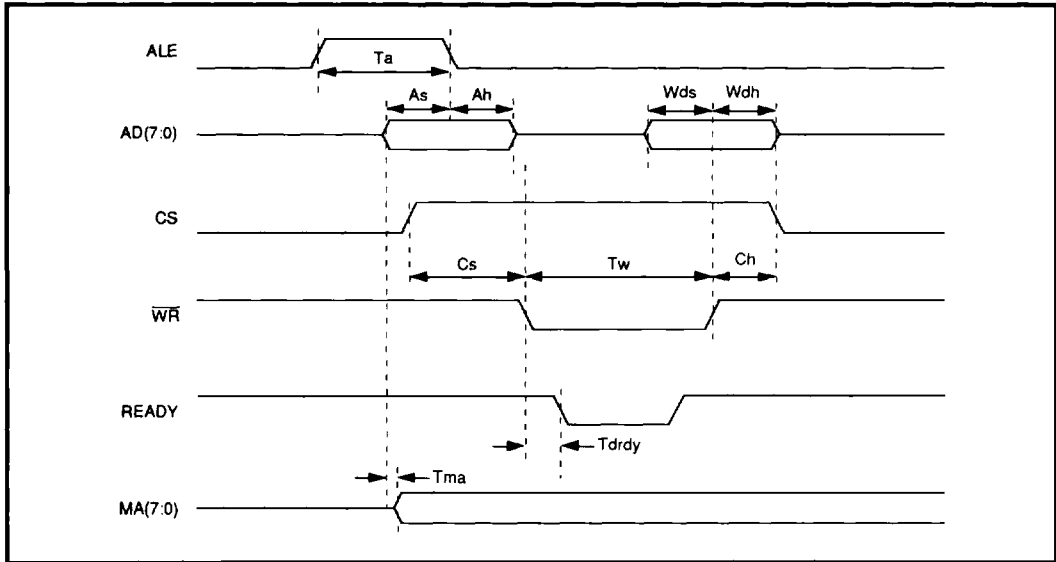 ALE
Ta
As Ah Wds Wdh
AD(7:0)
CS
Cs Tw Ch
WR
READY
Tdrdy
Tma
MA(7:0)